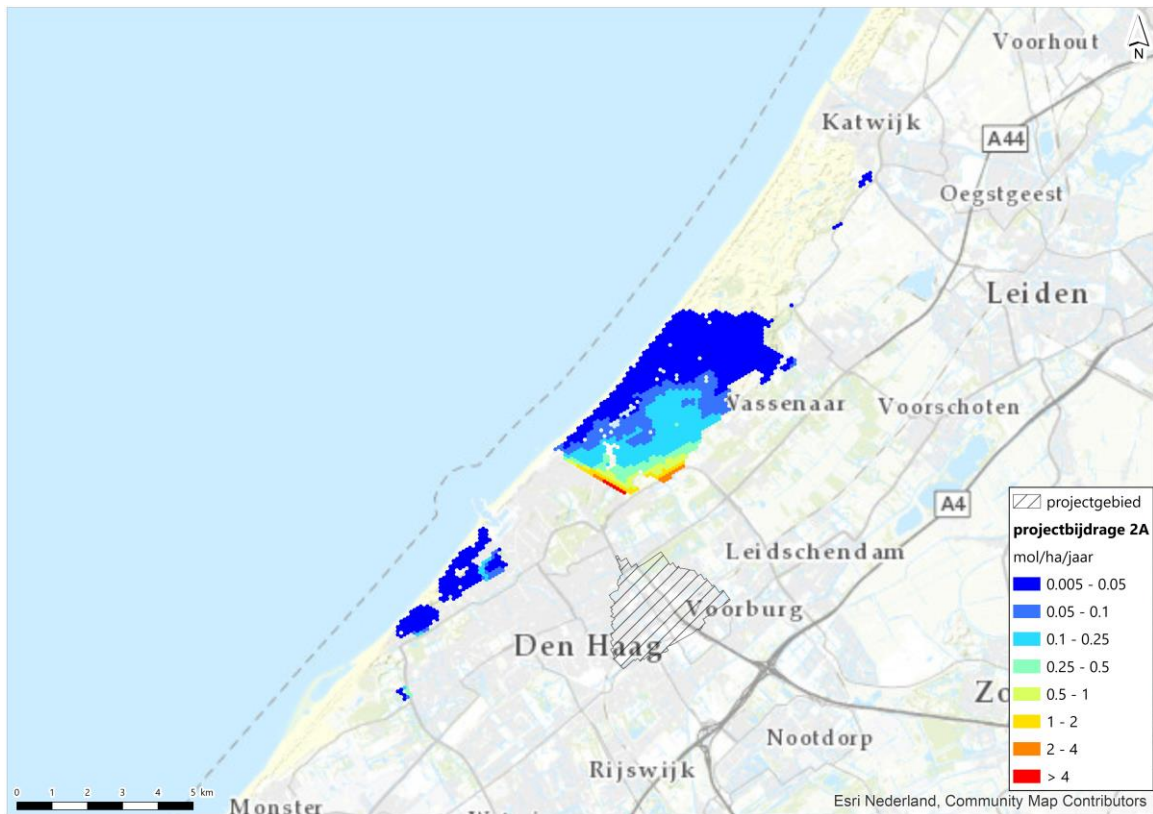 Voorhout
N
Katwijk
A44
Oegstgeest
Leiden
Wassenaar
Voorschoten
A4
Leidschendam
Voorburg
Den Haag
Nootdorp
Rijswijk
Monster
projectgebied
projectbijdrage 2A
mol/ha/jaar
0.005 - 0.05
0.05 - 0.1
0.1 - 0.25
0.25 - 0.5
0.5 - 1
1 - 2
2 - 4
> 4
Zo
0 1 2 3 4 5 km
Esri Nederland, Community Map Contributors